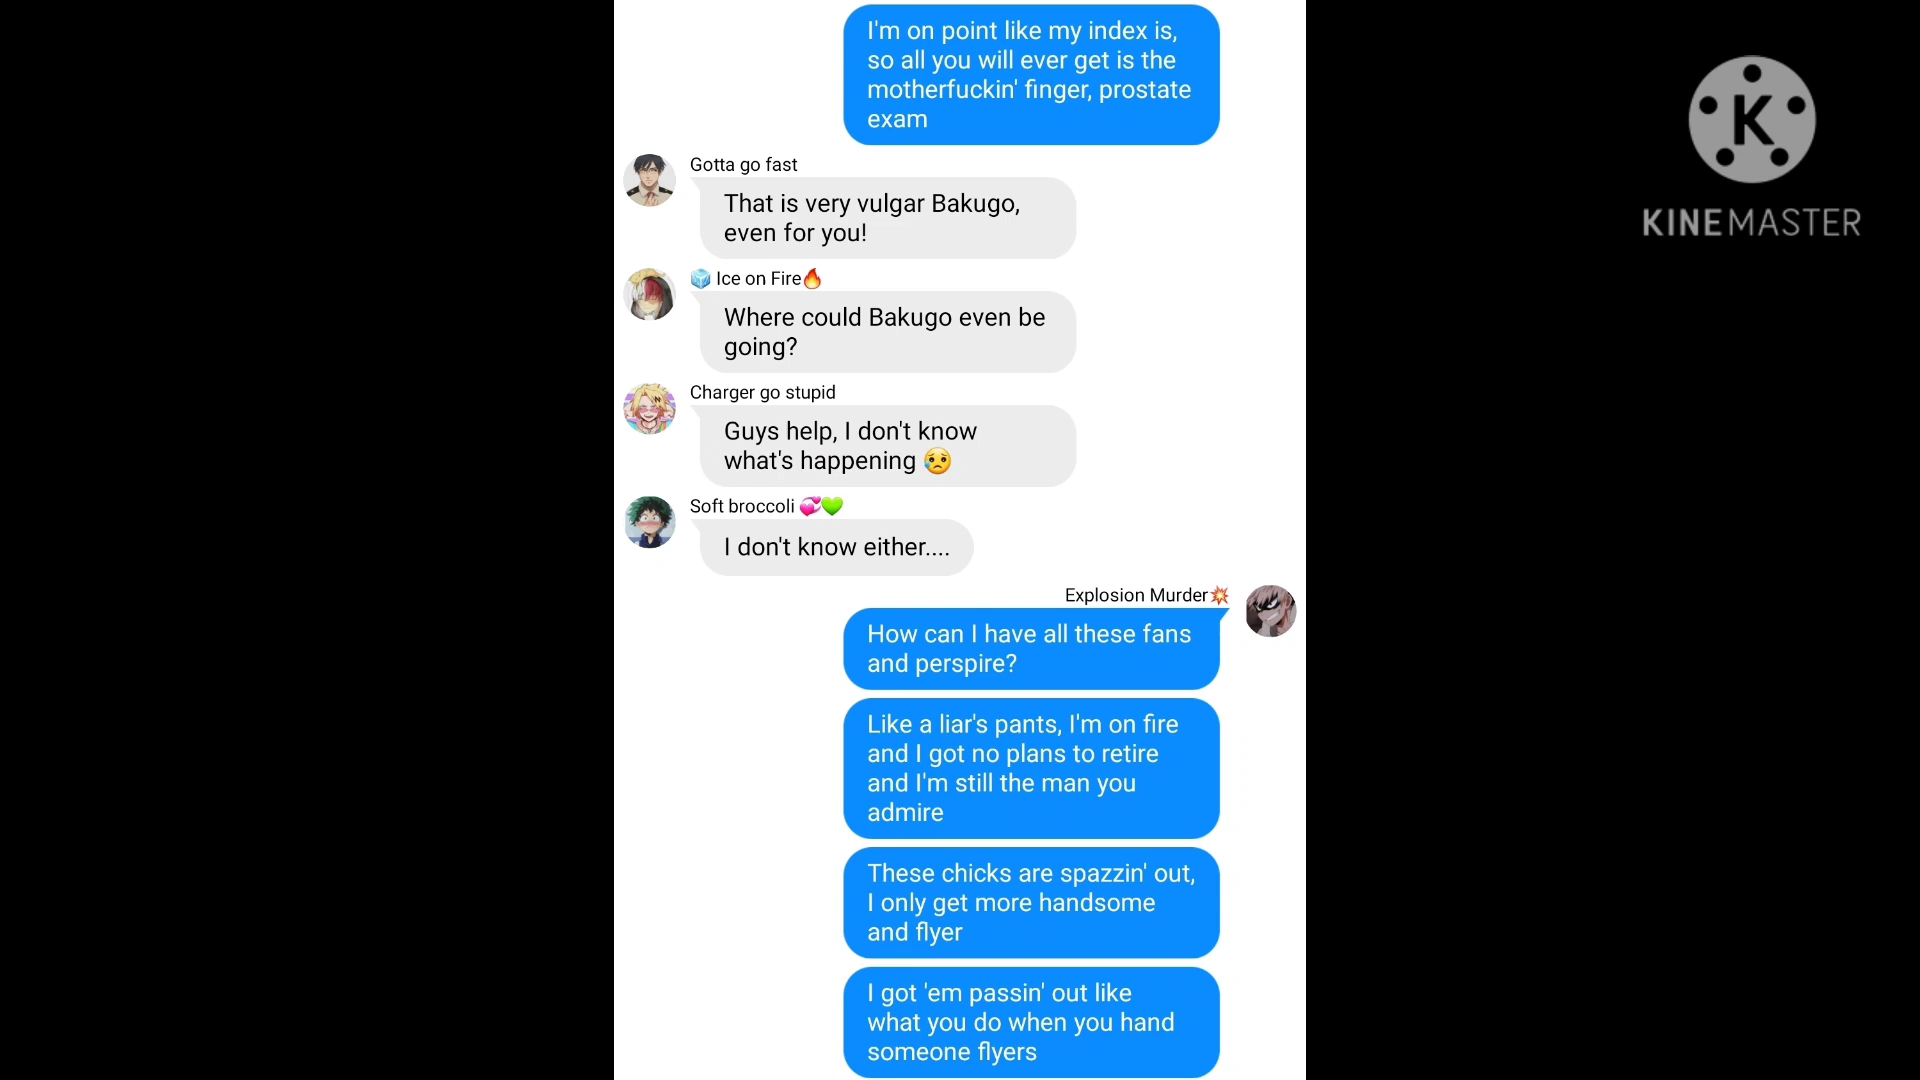 I'm on point like my index is,
so all you will ever get is the
motherfuckin' finger, prostate
exam
Gotta go fast
That is very vulgar Bakugo,
even for you!
🧊 Ice on Fire🔥
Where could Bakugo even be
going?
Charger go stupid
Guys help, I don't know
what's happening 😥
Soft broccoli 💞💚
I don't know either....
Explosion Murder💥
How can I have all these fans
and perspire?
Like a liar's pants, I'm on fire
and I got no plans to retire
and I'm still the man you
admire
These chicks are spazzin' out,
I only get more handsome
and flyer
I got 'em passin' out like
what you do when you hand
someone flyers
K
KINEMASTER